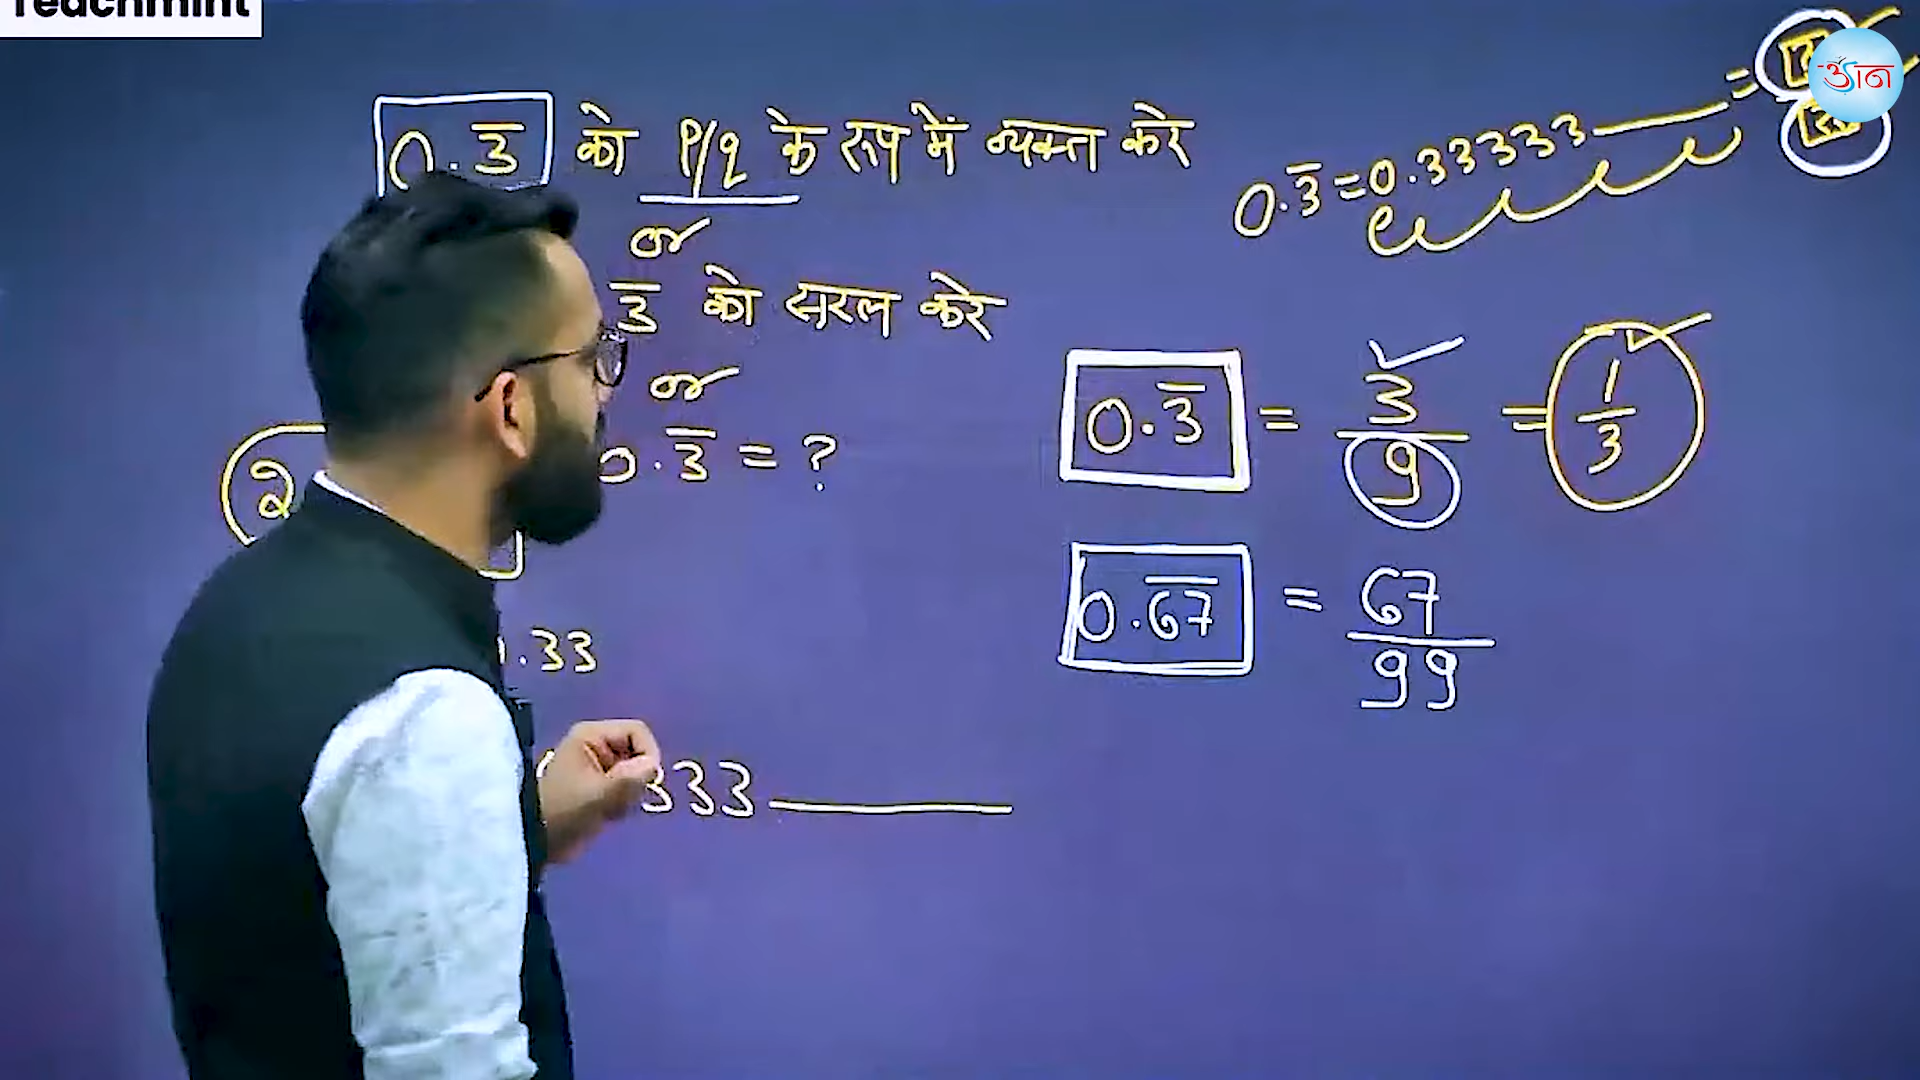 Teachmint
ज्ञान
0.3̅ को P/q के रूप में व्यक्त करे
0.3̅ = 0.33333
or
3̅ को सरल करे
or
0.3̅ = ?
2
0.3̅ = 3/9 = 1/3
0.6̅7̅ = 67/99
.33
333